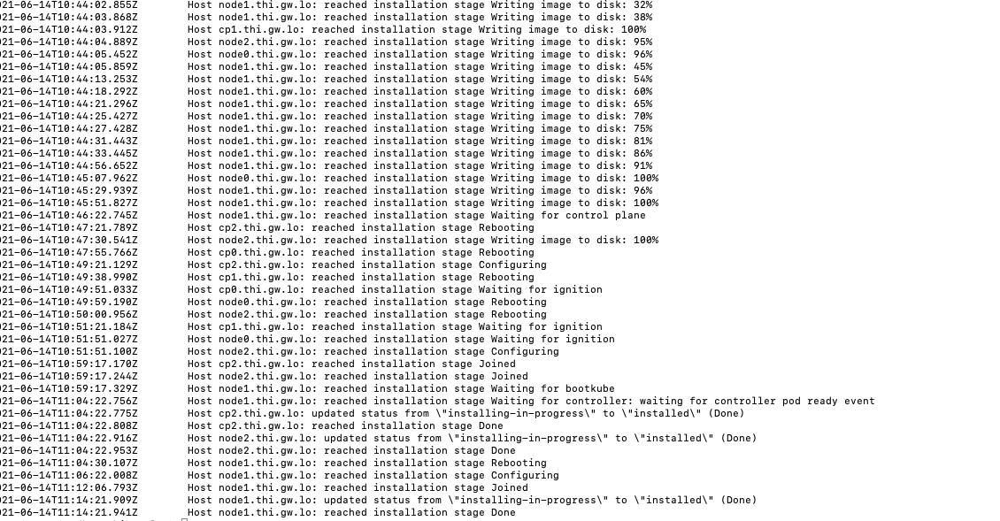 021-06-14T10:44:02.855Z Host node1.thi.gw.lo: reached installation stage Writing image to disk: 32%
021-06-14T10:44:03.868Z Host node1.thi.gw.lo: reached installation stage Writing image to disk: 38%
021-06-14T10:44:03.912Z Host cp1.thi.gw.lo: reached installation stage Writing image to disk: 100%
021-06-14T10:44:04.889Z Host node2.thi.gw.lo: reached installation stage Writing image to disk: 95%
021-06-14T10:44:05.452Z Host node0.thi.gw.lo: reached installation stage Writing image to disk: 96%
021-06-14T10:44:05.859Z Host node1.thi.gw.lo: reached installation stage Writing image to disk: 45%
021-06-14T10:44:13.253Z Host node1.thi.gw.lo: reached installation stage Writing image to disk: 54%
021-06-14T10:44:18.292Z Host node1.thi.gw.lo: reached installation stage Writing image to disk: 60%
021-06-14T10:44:21.296Z Host node1.thi.gw.lo: reached installation stage Writing image to disk: 65%
021-06-14T10:44:25.427Z Host node1.thi.gw.lo: reached installation stage Writing image to disk: 70%
021-06-14T10:44:27.428Z Host node1.thi.gw.lo: reached installation stage Writing image to disk: 75%
021-06-14T10:44:31.443Z Host node1.thi.gw.lo: reached installation stage Writing image to disk: 81%
021-06-14T10:44:33.445Z Host node1.thi.gw.lo: reached installation stage Writing image to disk: 86%
021-06-14T10:44:56.652Z Host node1.thi.gw.lo: reached installation stage Writing image to disk: 91%
021-06-14T10:45:07.962Z Host node0.thi.gw.lo: reached installation stage Writing image to disk: 100%
021-06-14T10:45:29.939Z Host node1.thi.gw.lo: reached installation stage Writing image to disk: 96%
021-06-14T10:45:51.827Z Host node1.thi.gw.lo: reached installation stage Writing image to disk: 100%
021-06-14T10:46:22.745Z Host node1.thi.gw.lo: reached installation stage Waiting for control plane
021-06-14T10:47:21.789Z Host cp2.thi.gw.lo: reached installation stage Rebooting
021-06-14T10:47:30.541Z Host node2.thi.gw.lo: reached installation stage Writing image to disk: 100%
021-06-14T10:47:55.766Z Host cp0.thi.gw.lo: reached installation stage Rebooting
021-06-14T10:49:21.129Z Host cp2.thi.gw.lo: reached installation stage Configuring
021-06-14T10:49:38.990Z Host cp1.thi.gw.lo: reached installation stage Rebooting
021-06-14T10:49:51.033Z Host cp0.thi.gw.lo: reached installation stage Waiting for ignition
021-06-14T10:49:59.190Z Host node0.thi.gw.lo: reached installation stage Rebooting
021-06-14T10:50:00.956Z Host node2.thi.gw.lo: reached installation stage Rebooting
021-06-14T10:51:21.184Z Host cp1.thi.gw.lo: reached installation stage Waiting for ignition
021-06-14T10:51:51.027Z Host node0.thi.gw.lo: reached installation stage Waiting for ignition
021-06-14T10:51:51.100Z Host node2.thi.gw.lo: reached installation stage Configuring
021-06-14T10:59:17.170Z Host cp2.thi.gw.lo: reached installation stage Joined
021-06-14T10:59:17.244Z Host node2.thi.gw.lo: reached installation stage Joined
021-06-14T10:59:17.329Z Host node1.thi.gw.lo: reached installation stage Waiting for bootkube
021-06-14T11:04:22.756Z Host node1.thi.gw.lo: reached installation stage Waiting for controller: waiting for controller pod ready event
021-06-14T11:04:22.775Z Host cp2.thi.gw.lo: updated status from \"installing-in-progress\" to \"installed\" (Done)
021-06-14T11:04:22.808Z Host cp2.thi.gw.lo: reached installation stage Done
021-06-14T11:04:22.916Z Host node2.thi.gw.lo: updated status from \"installing-in-progress\" to \"installed\" (Done)
021-06-14T11:04:22.953Z Host node2.thi.gw.lo: reached installation stage Done
021-06-14T11:04:30.107Z Host node1.thi.gw.lo: reached installation stage Rebooting
021-06-14T11:06:22.008Z Host node1.thi.gw.lo: reached installation stage Configuring
021-06-14T11:12:06.793Z Host node1.thi.gw.lo: reached installation stage Joined
021-06-14T11:14:21.909Z Host node1.thi.gw.lo: updated status from \"installing-in-progress\" to \"installed\" (Done)
021-06-14T11:14:21.941Z Host node1.thi.gw.lo: reached installation stage Done